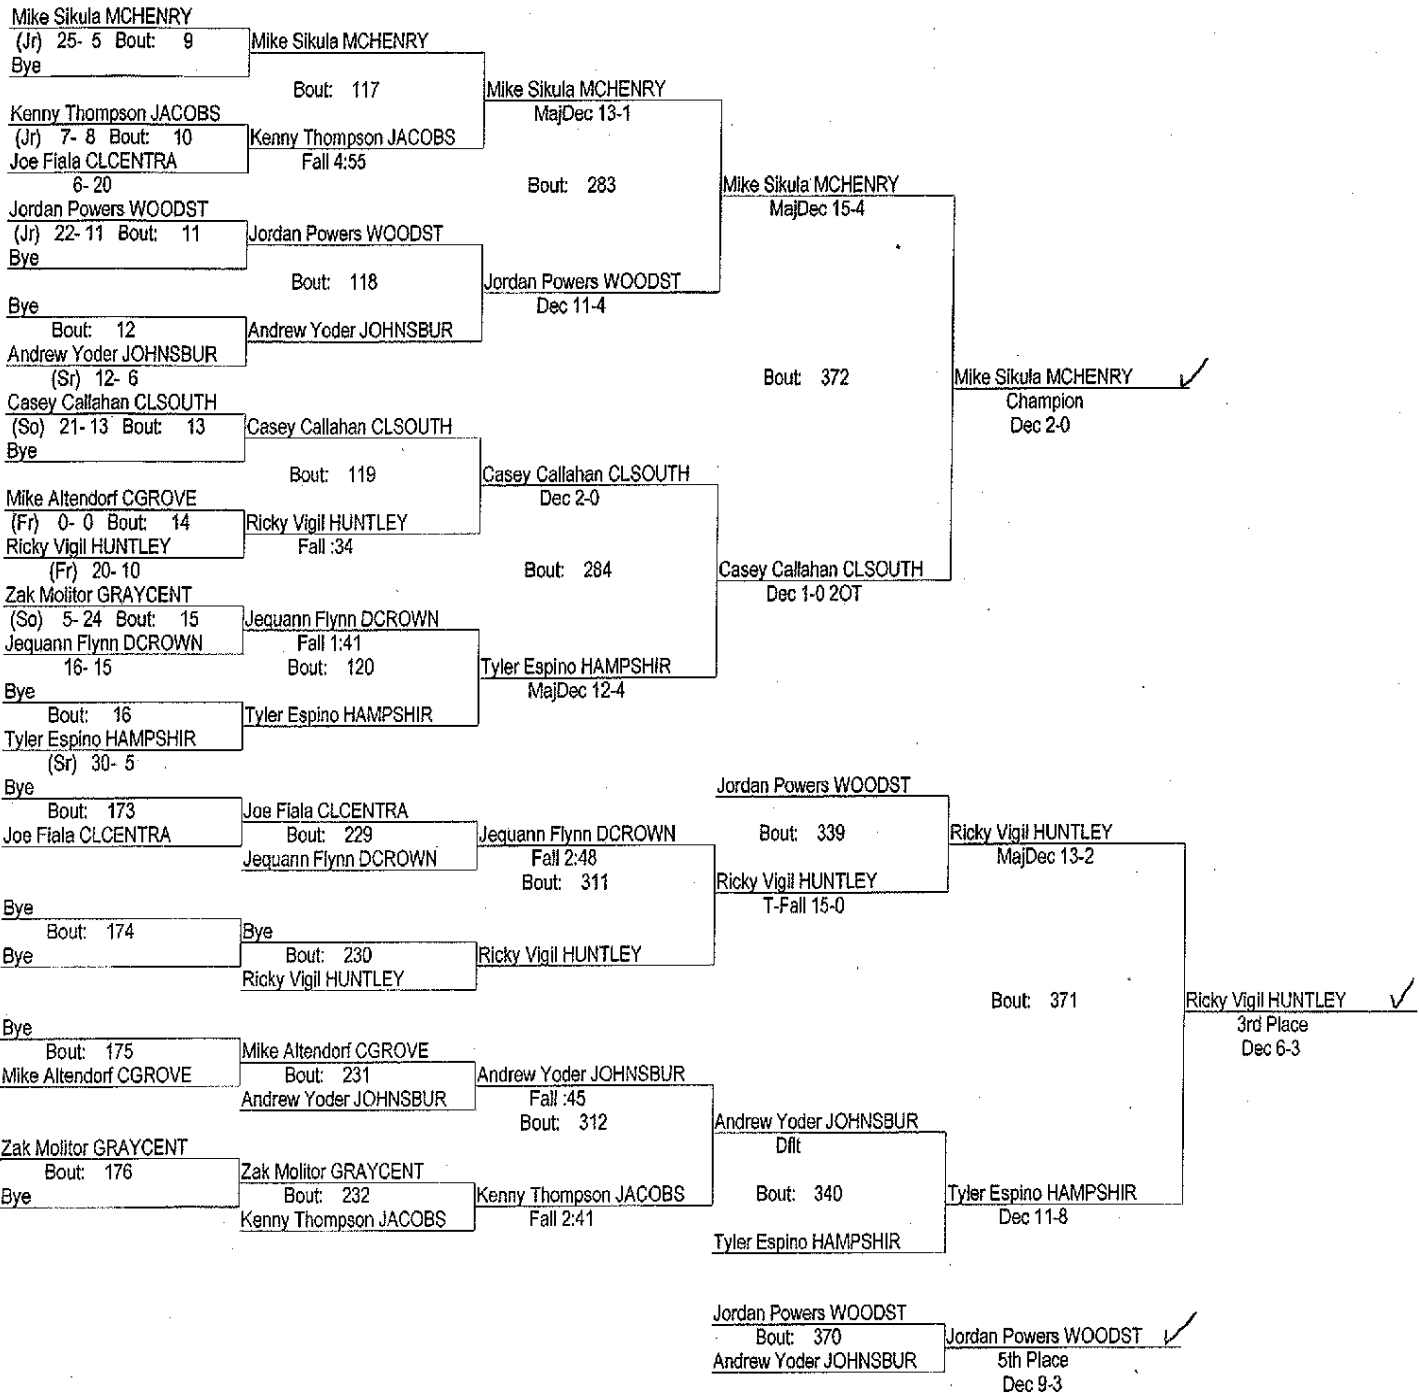 Mike Sikula MCHENRY
(Jr) 25- 5 Bout: 9
Bye
Mike Sikula MCHENRY
Bout: 117
Kenny Thompson JACOBS
(Jr) 7- 8 Bout: 10
Joe Fiala CLCENTRA
6- 20
Kenny Thompson JACOBS
Fall 4:55
Mike Sikula MCHENRY
MajDec 13-1
Bout: 283
Jordan Powers WOODST
(Jr) 22- 11 Bout: 11
Bye
Jordan Powers WOODST
Bout: 118
Bye
Bout: 12
Andrew Yoder JOHNSBUR
(Sr) 12- 6
Andrew Yoder JOHNSBUR
Jordan Powers WOODST
Dec 11-4
Mike Sikula MCHENRY
MajDec 15-4
Bout: 372
Mike Sikula MCHENRY
Champion
Dec 2-0
Casey Callahan CLSOUTH
(So) 21- 13 Bout: 13
Bye
Casey Callahan CLSOUTH
Bout: 119
Mike Altendorf CGROVE
(Fr) 0- 0 Bout: 14
Ricky Vigil HUNTLEY
(Fr) 20- 10
Ricky Vigil HUNTLEY
Fall :34
Casey Callahan CLSOUTH
Dec 2-0
Bout: 284
Casey Callahan CLSOUTH
Dec 1-0 2OT
Zak Molitor GRAYCENT
(So) 5- 24 Bout: 15
Jequann Flynn DCROWN
16- 15
Jequann Flynn DCROWN
Fall 1:41
Bout: 120
Bye
Bout: 16
Tyler Espino HAMPSHIR
(Sr) 30- 5
Tyler Espino HAMPSHIR
Tyler Espino HAMPSHIR
MajDec 12-4
Bye
Bout: 173
Joe Fiala CLCENTRA
Joe Fiala CLCENTRA
Bout: 229
Jequann Flynn DCROWN
Jequann Flynn DCROWN
Fall 2:48
Bout: 311
Bye
Bout: 174
Bye
Bye
Bout: 230
Ricky Vigil HUNTLEY
Ricky Vigil HUNTLEY
Jordan Powers WOODST
Bout: 339
Ricky Vigil HUNTLEY
T-Fall 15-0
Ricky Vigil HUNTLEY
MajDec 13-2
Bout: 371
Ricky Vigil HUNTLEY
3rd Place
Dec 6-3
Bye
Bout: 175
Mike Altendorf CGROVE
Mike Altendorf CGROVE
Bout: 231
Andrew Yoder JOHNSBUR
Andrew Yoder JOHNSBUR
Fall :45
Bout: 312
Zak Molitor GRAYCENT
Bout: 176
Bye
Zak Molitor GRAYCENT
Bout: 232
Kenny Thompson JACOBS
Kenny Thompson JACOBS
Fall 2:41
Andrew Yoder JOHNSBUR
Dflt
Bout: 340
Tyler Espino HAMPSHIR
Tyler Espino HAMPSHIR
Dec 11-8
Jordan Powers WOODST
Bout: 370
Andrew Yoder JOHNSBUR
Jordan Powers WOODST
5th Place
Dec 9-3